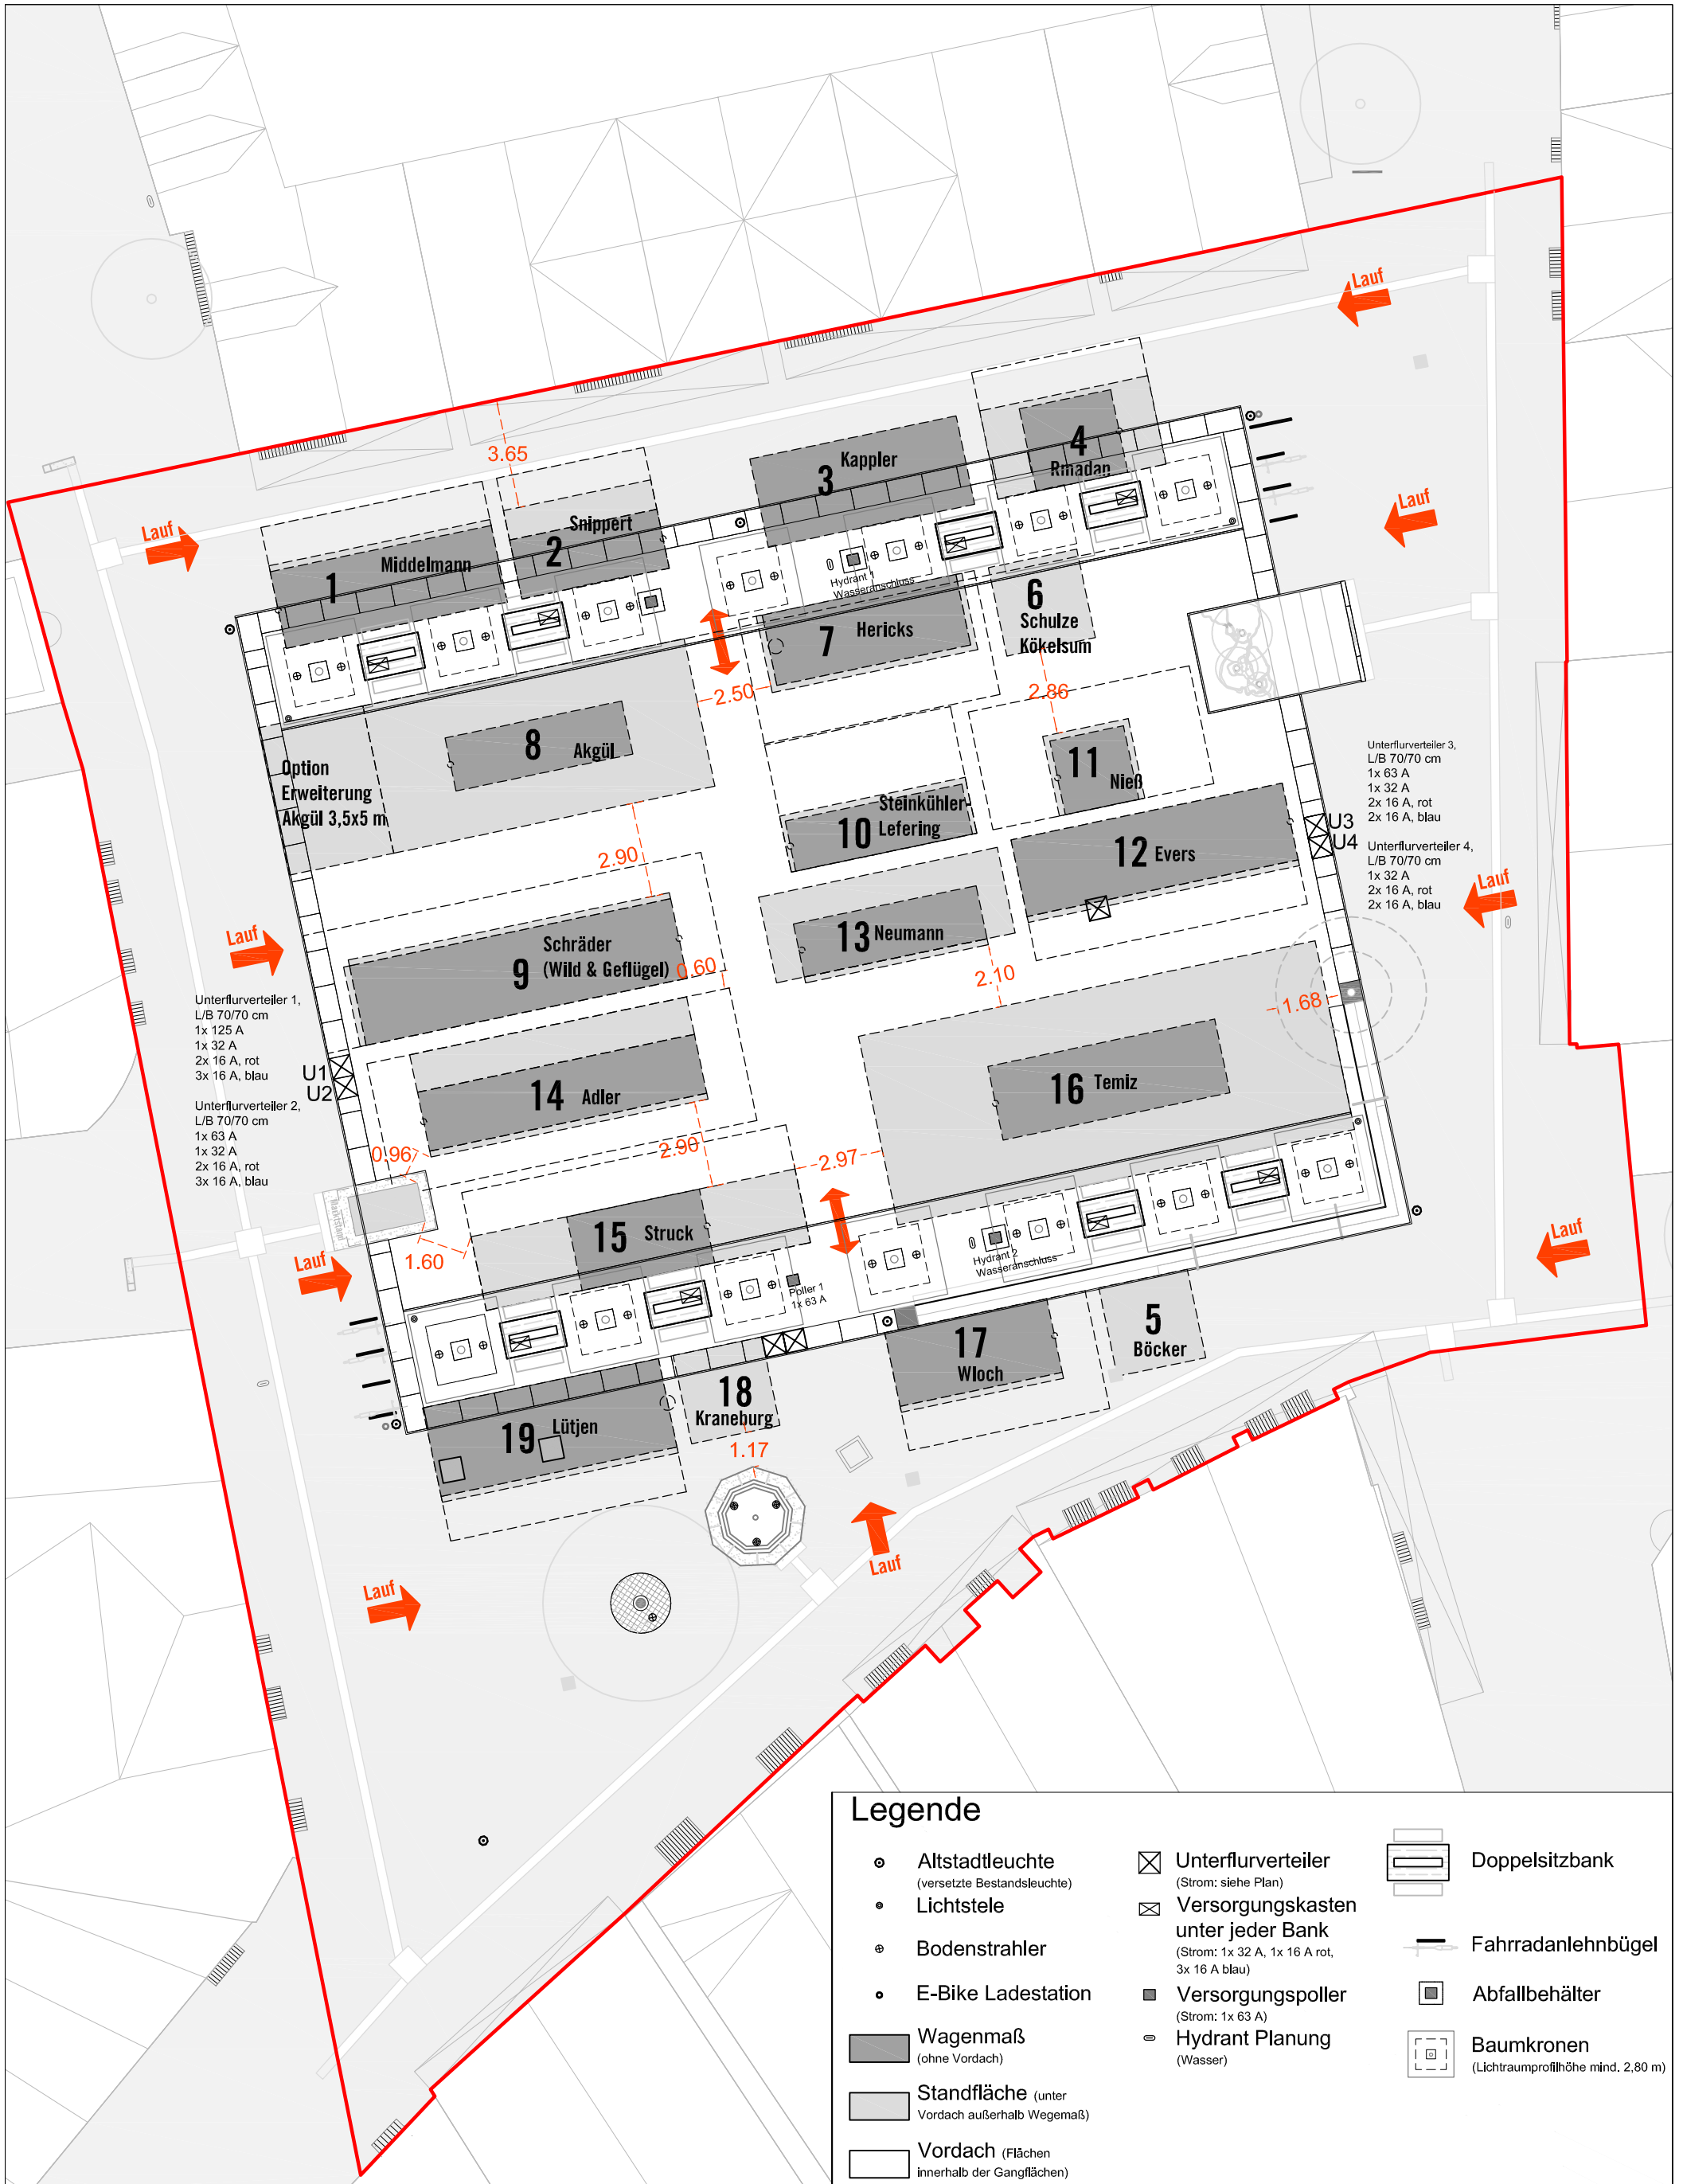 Lauf
3.65
4
Rmadan
3
Kappler
Lauf
Lauf
2
Snippert
1
Middelmann
Hydrant 1
Wasseranschluss
6
Schulze
Kökelsum
7
Hericks
2.50
2.86
8
Akgül
Option
Erweiterung
Akgül 3,5x5 m
11
Nieß
Unterflurverteiler 3,
L/B 70/70 cm
1x 63 A
1x 32 A
2x 16 A, rot
2x 16 A, blau
10
Steinkühler-
Lefering
U3
U4
12 Evers
Unterflurverteiler 4,
L/B 70/70 cm
1x 32 A
2x 16 A, rot
2x 16 A, blau
2.90
Lauf
Lauf
9
Schräder
(Wild & Geflügel)
0.60
13 Neumann
2.10
1.68
Unterflurverteiler 1,
L/B 70/70 cm
1x 125 A
1x 32 A
2x 16 A, rot
3x 16 A, blau
U1
U2
Unterflurverteiler 2,
L/B 70/70 cm
1x 63 A
1x 32 A
2x 16 A, rot
3x 16 A, blau
14 Adler
16 Temiz
0.96
2.90
2.97
Marktstand
15 Struck
1.60
Lauf
Lauf
Hydrant 2
Wasseranschluss
Poller 1
1x 63 A
17
Wloch
5
Böcker
18
Kraneburg
19 Lütjen
1.17
Lauf
Lauf
Legende
Altstadtleuchte
(versetzte Bestandsleuchte)
Lichtstele
Bodenstrahler
E-Bike Ladestation
Wagenmaß
(ohne Vordach)
Standfläche (unter
Vordach außerhalb Wegemaß)
Vordach (Flächen
innerhalb der Gangflächen)
Unterflurverteiler
(Strom: siehe Plan)
Versorgungskasten
unter jeder Bank
(Strom: 1x 32 A, 1x 16 A rot,
3x 16 A blau)
Versorgungspoller
(Strom: 1x 63 A)
Hydrant Planung
(Wasser)
Doppelsitzbank
Fahrradanlehnbügel
Abfallbehälter
Baumkronen
(Lichtraumprofilhöhe mind. 2,80 m)